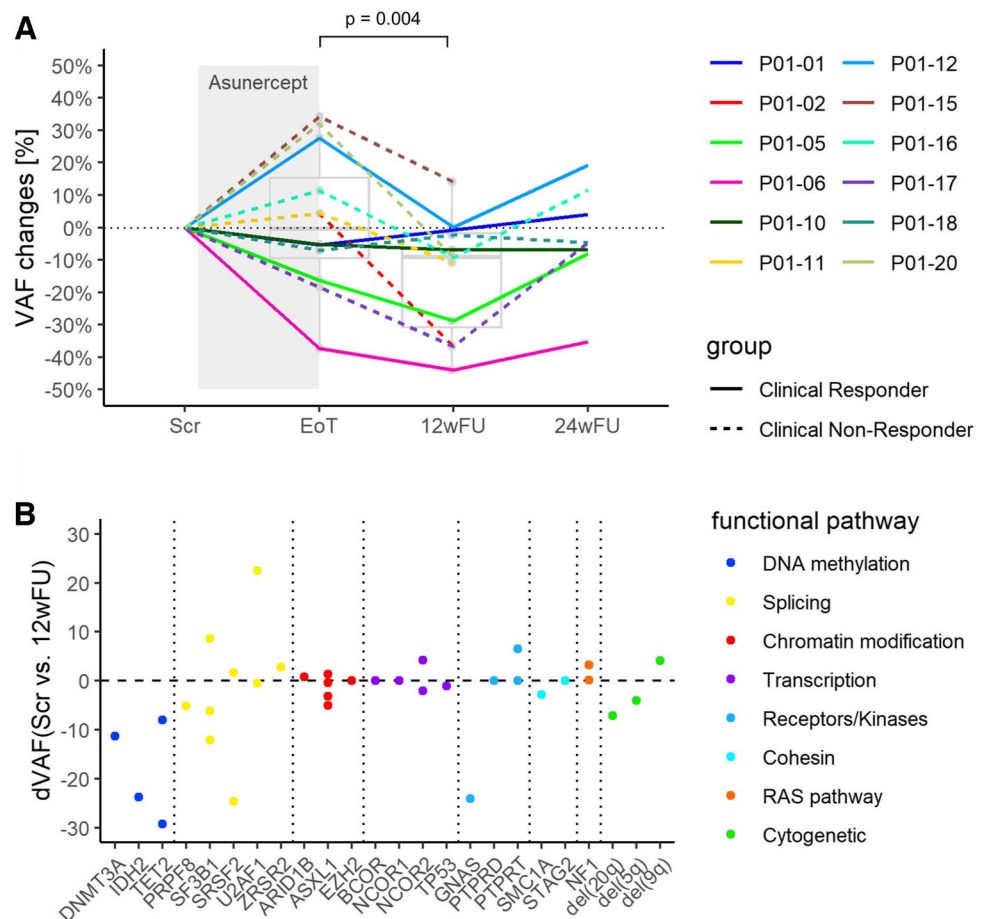 A
p = 0.004
VAF changes [%]
50%
40%
30%
20%
10%
0%
-10%
-20%
-30%
-40%
-50%
Asunercept
Scr EoT 12wFU 24wFU
P01-01 P01-12
P01-02 P01-15
P01-05 P01-16
P01-06 P01-17
P01-10 P01-18
P01-11 P01-20
group
Clinical Responder
Clinical Non-Responder
B
dVAF(Scr vs. 12wFU)
30
20
10
0
-10
-20
-30
DNMT3A IDH2 TET2 PRPF8 SF3B1 SRSF2 U2AF1 ZRSR2 ARID1B ASXL1 EZH2 BCOR NCOR1 NCOR2 TP53 GNAS PTPRD PTPRT SMC1A STAG2 NF1 del(20q) del(5q) del(9q)
functional pathway
DNA methylation
Splicing
Chromatin modification
Transcription
Receptors/Kinases
Cohesin
RAS pathway
Cytogenetic